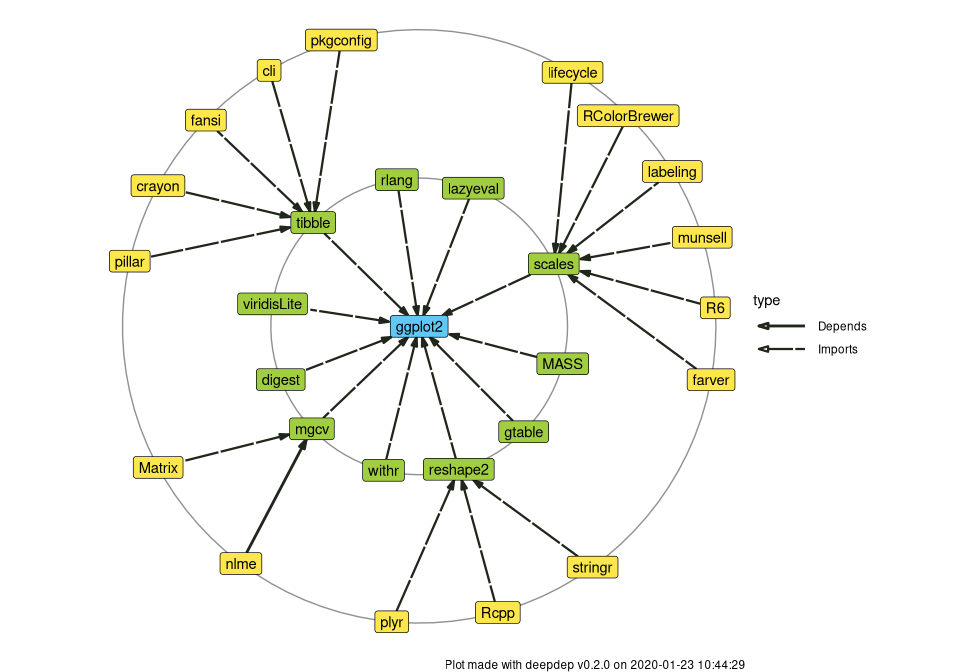 pkgconfig
cli
lifecycle
RColorBrewer
fansi
labeling
crayon
rlang
lazyeval
tibble
munsell
pillar
scales
viridisLite
type
R6
ggplot2
Depends
Imports
MASS
digest
farver
mgcv
gtable
Matrix
withr
reshape2
nlme
stringr
plyr
Rcpp
Plot made with deepdep v0.2.0 on 2020-01-23 10:44:29